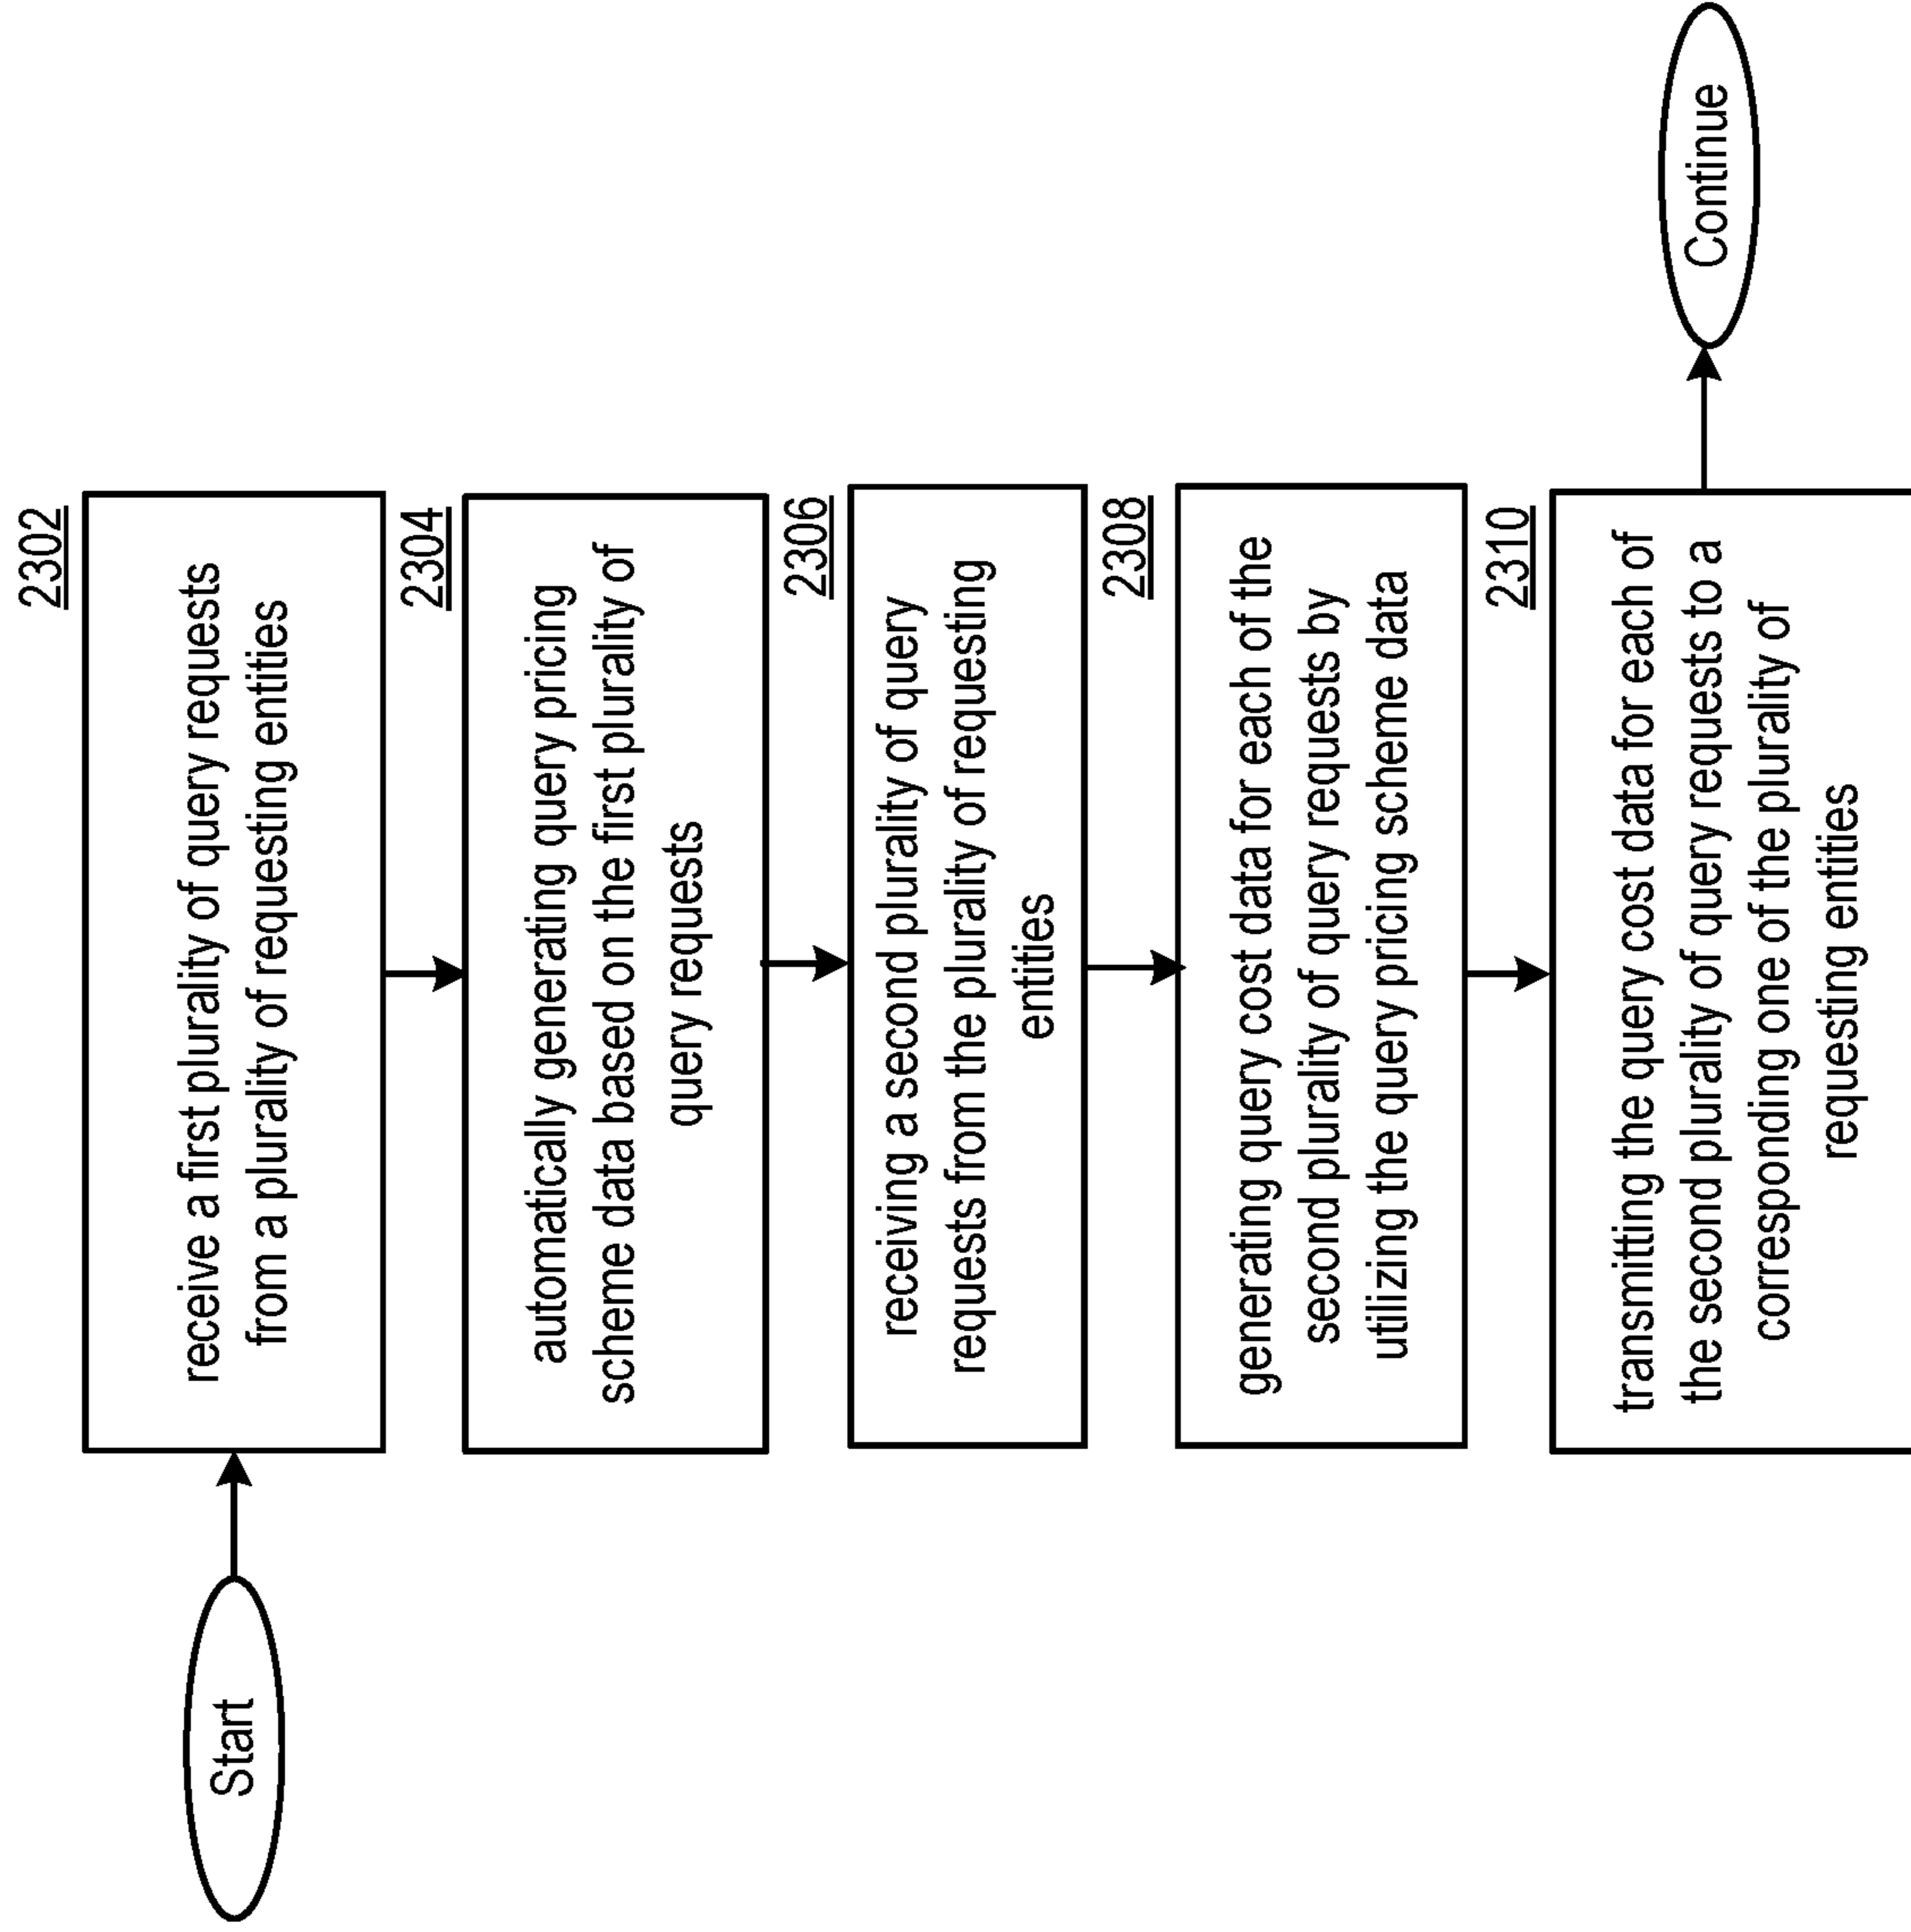 Start
2302
receive a first plurality of query requests
from a plurality of requesting entities
2304
automatically generating query pricing
scheme data based on the first plurality of
query requests
2306
receiving a second plurality of query
requests from the plurality of requesting
entities
2308
generating query cost data for each of the
second plurality of query requests by
utilizing the query pricing scheme data
2310
transmitting the query cost data for each of
the second plurality of query requests to a
corresponding one of the plurality of
requesting entities
Continue